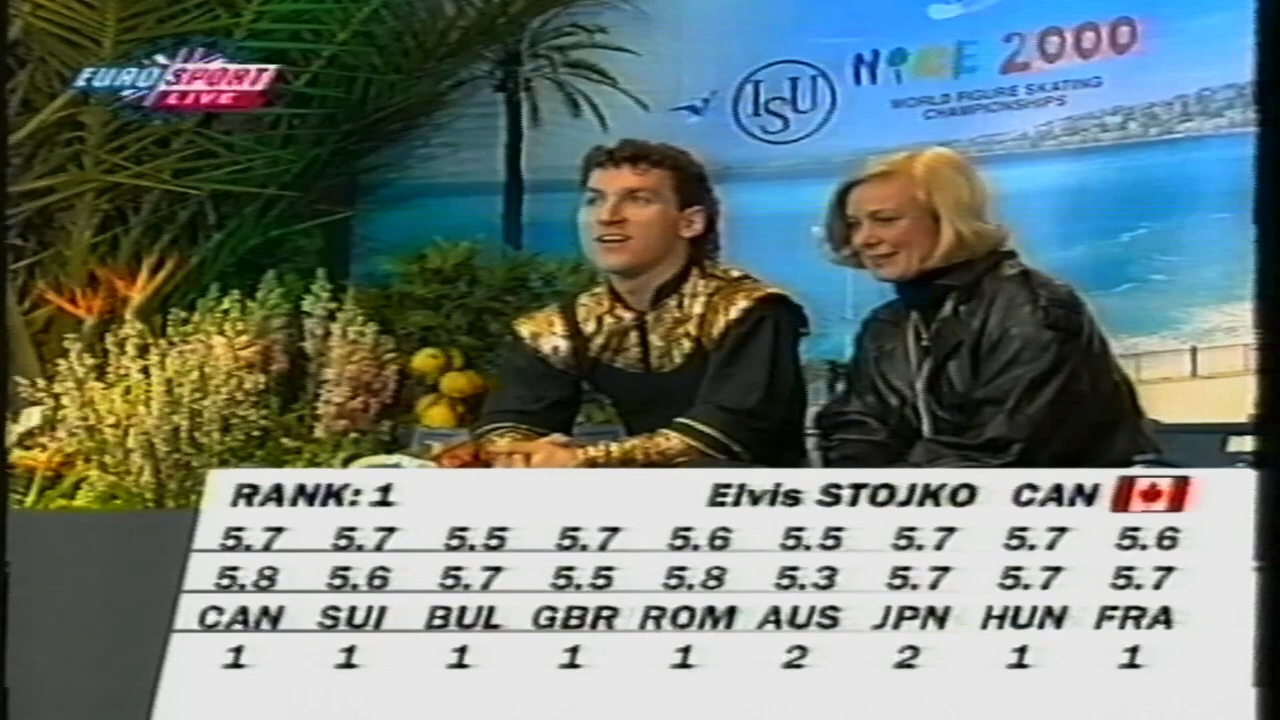 EUROSPORT
LIVE
NICE 2000
ISU
WORLD FIGURE SKATING
CHAMPIONSHIPS
RANK: 1 Elvis STOJKO CAN
5.7 5.7 5.5 5.7 5.6 5.5 5.7 5.7 5.6
5.8 5.6 5.7 5.5 5.8 5.3 5.7 5.7 5.7
CAN SUI BUL GBR ROM AUS JPN HUN FRA
1 1 1 1 1 2 2 1 1